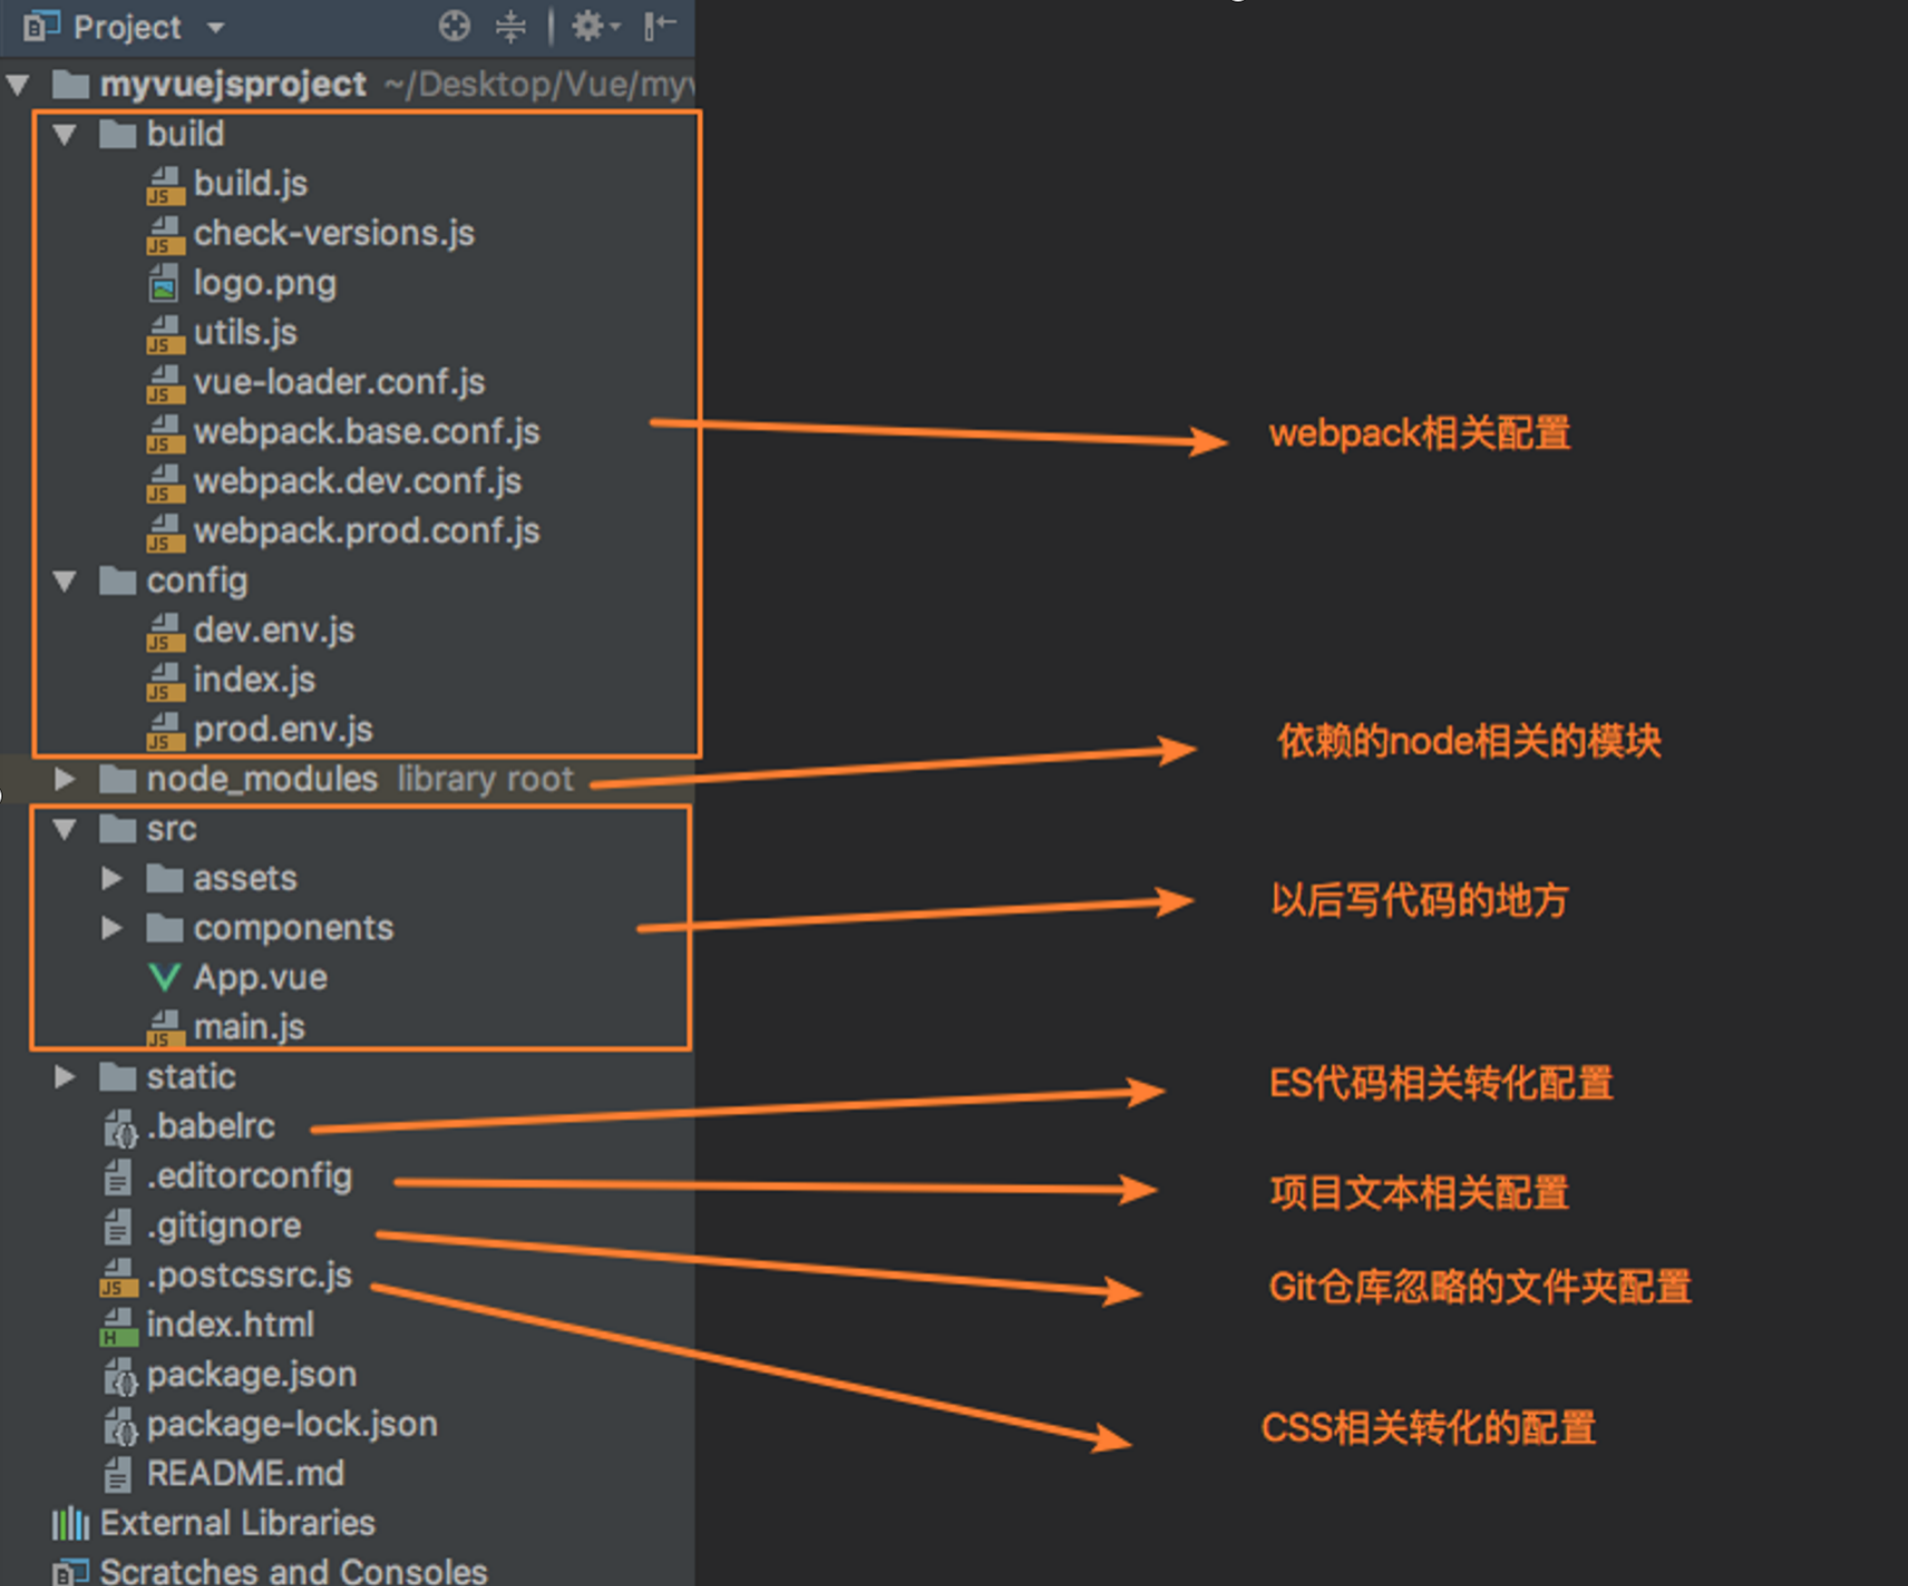 Project
myvuejsproject ~/Desktop/Vue/myv
build
build.js
check-versions.js
logo.png
utils.js
vue-loader.conf.js
webpack.base.conf.js
webpack.dev.conf.js
webpack.prod.conf.js
config
dev.env.js
index.js
prod.env.js
node_modules library root
src
assets
components
App.vue
main.js
static
.babelrc
.editorconfig
.gitignore
.postcssrc.js
index.html
package.json
package-lock.json
README.md
External Libraries
Scratches and Consoles
webpack相关配置
依赖的node相关的模块
以后写代码的地方
ES代码相关转化配置
项目文本相关配置
Git仓库忽略的文件夹配置
CSS相关转化的配置